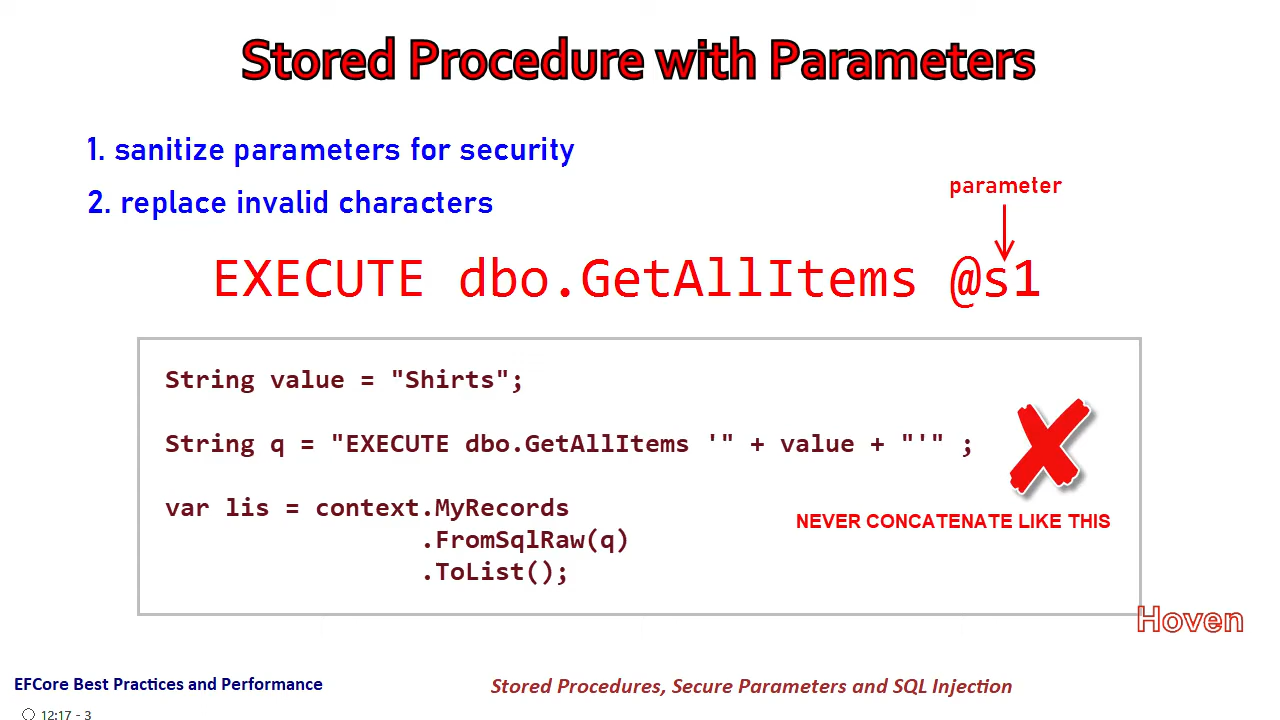 Stored Procedure with Parameters
1. sanitize parameters for security
2. replace invalid characters
parameter
EXECUTE dbo.GetAllItems @s1
String value = "Shirts";
String q = "EXECUTE dbo.GetAllItems '" + value + "'" ;
var lis = context.MyRecords
.FromSqlRaw(q)
.ToList();
NEVER CONCATENATE LIKE THIS
Hoven
EFCore Best Practices and Performance
Stored Procedures, Secure Parameters and SQL Injection
12:17 - 3